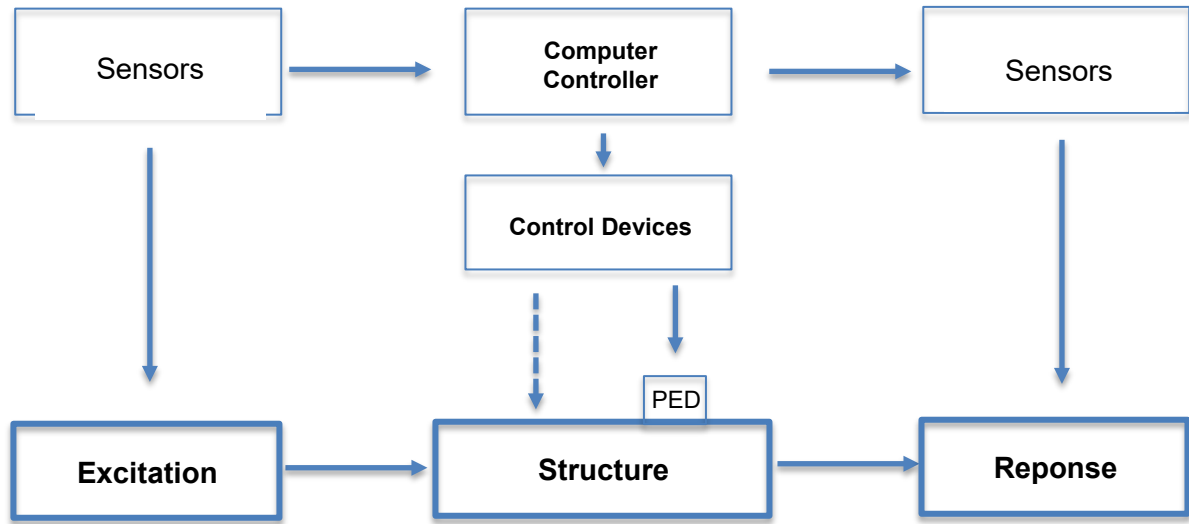 Sensors
Computer
Controller
Sensors
Control Devices
PED
Excitation
Structure
Reponse